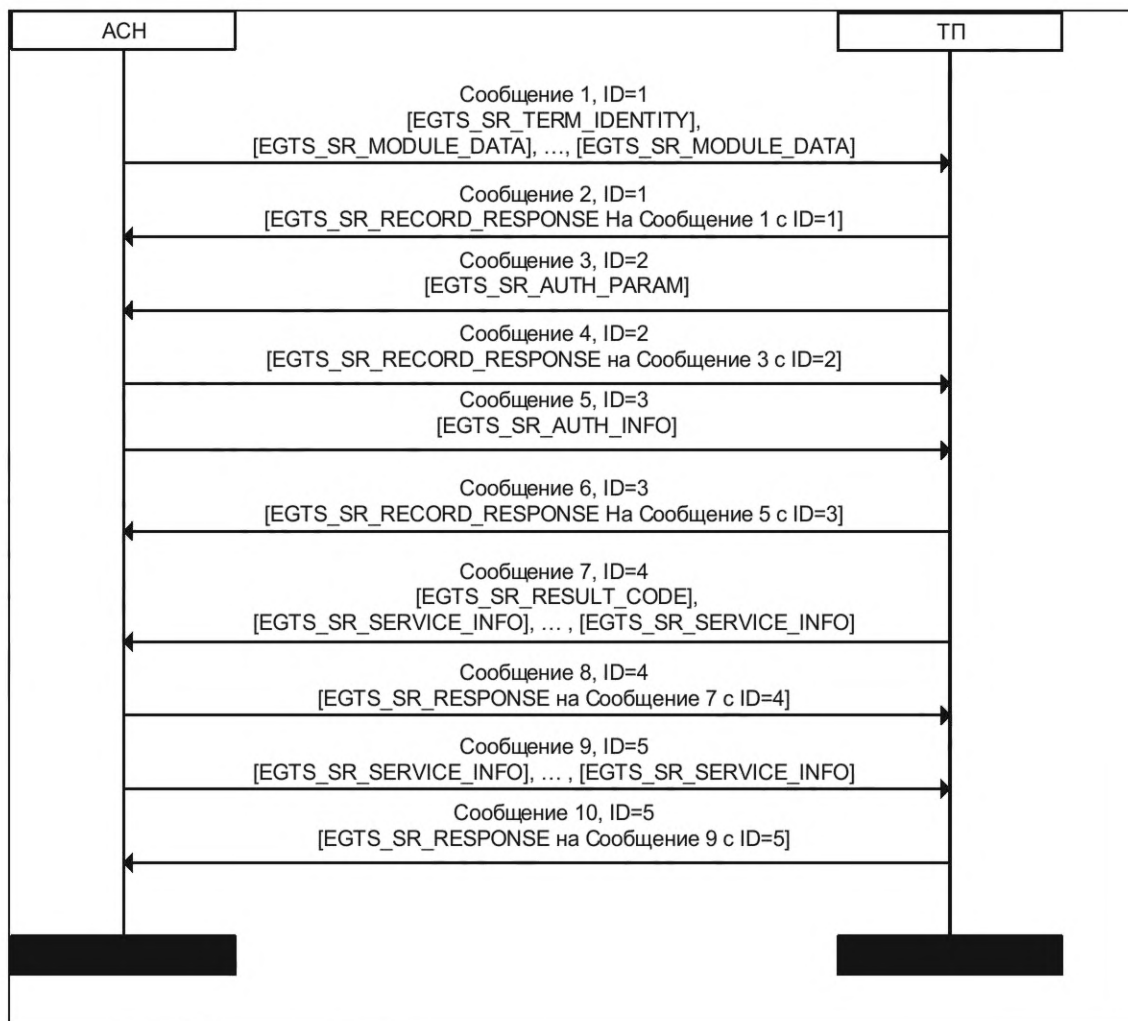 АСН
ТП
Сообщение 1, ID=1
[EGTS_SR_TERM_IDENTITY],
[EGTS_SR_MODULE_DATA], …, [EGTS_SR_MODULE_DATA]
Сообщение 2, ID=1
[EGTS_SR_RECORD_RESPONSE На Сообщение 1 с ID=1]
Сообщение 3, ID=2
[EGTS_SR_AUTH_PARAM]
Сообщение 4, ID=2
[EGTS_SR_RECORD_RESPONSE на Сообщение 3 с ID=2]
Сообщение 5, ID=3
[EGTS_SR_AUTH_INFO]
Сообщение 6, ID=3
[EGTS_SR_RECORD_RESPONSE На Сообщение 5 с ID=3]
Сообщение 7, ID=4
[EGTS_SR_RESULT_CODE],
[EGTS_SR_SERVICE_INFO], … , [EGTS_SR_SERVICE_INFO]
Сообщение 8, ID=4
[EGTS_SR_RESPONSE на Сообщение 7 с ID=4]
Сообщение 9, ID=5
[EGTS_SR_SERVICE_INFO], … , [EGTS_SR_SERVICE_INFO]
Сообщение 10, ID=5
[EGTS_SR_RESPONSE на Сообщение 9 с ID=5]